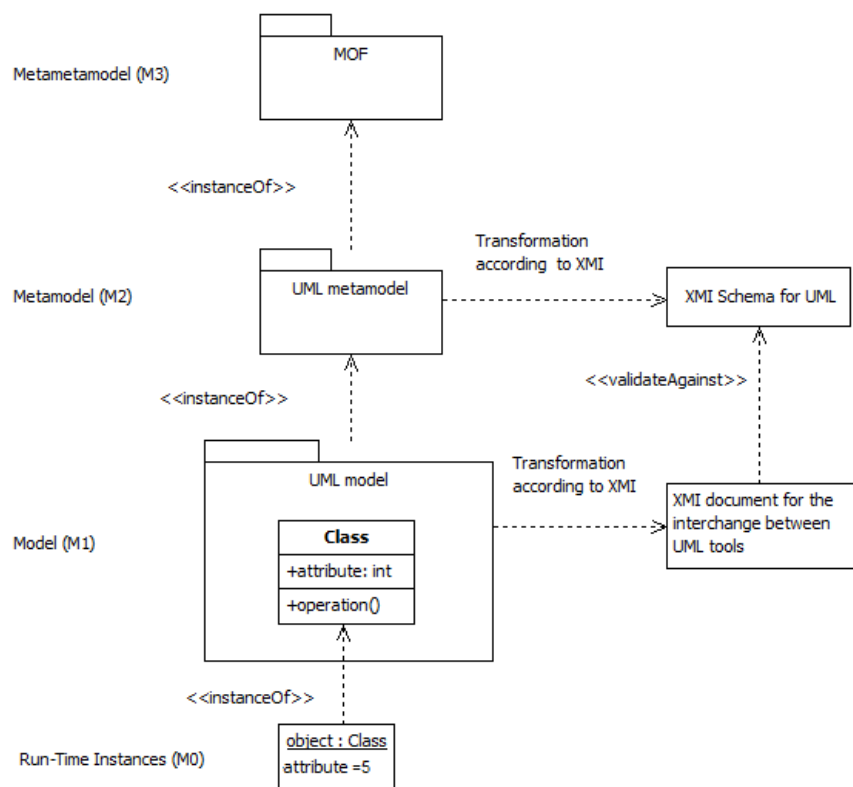 MOF
Metametamodel (M3)
<<instanceOf>>
Transformation
according to XMI
UML metamodel
XMI Schema for UML
Metamodel (M2)
<<validateAgainst>>
<<instanceOf>>
Transformation
according to XMI
UML model
XMI document for the
interchange between
UML tools
Class
Model (M1)
+attribute: int
+operation()
<<instanceOf>>
object : Class
Run-Time Instances (M0)
attribute =5